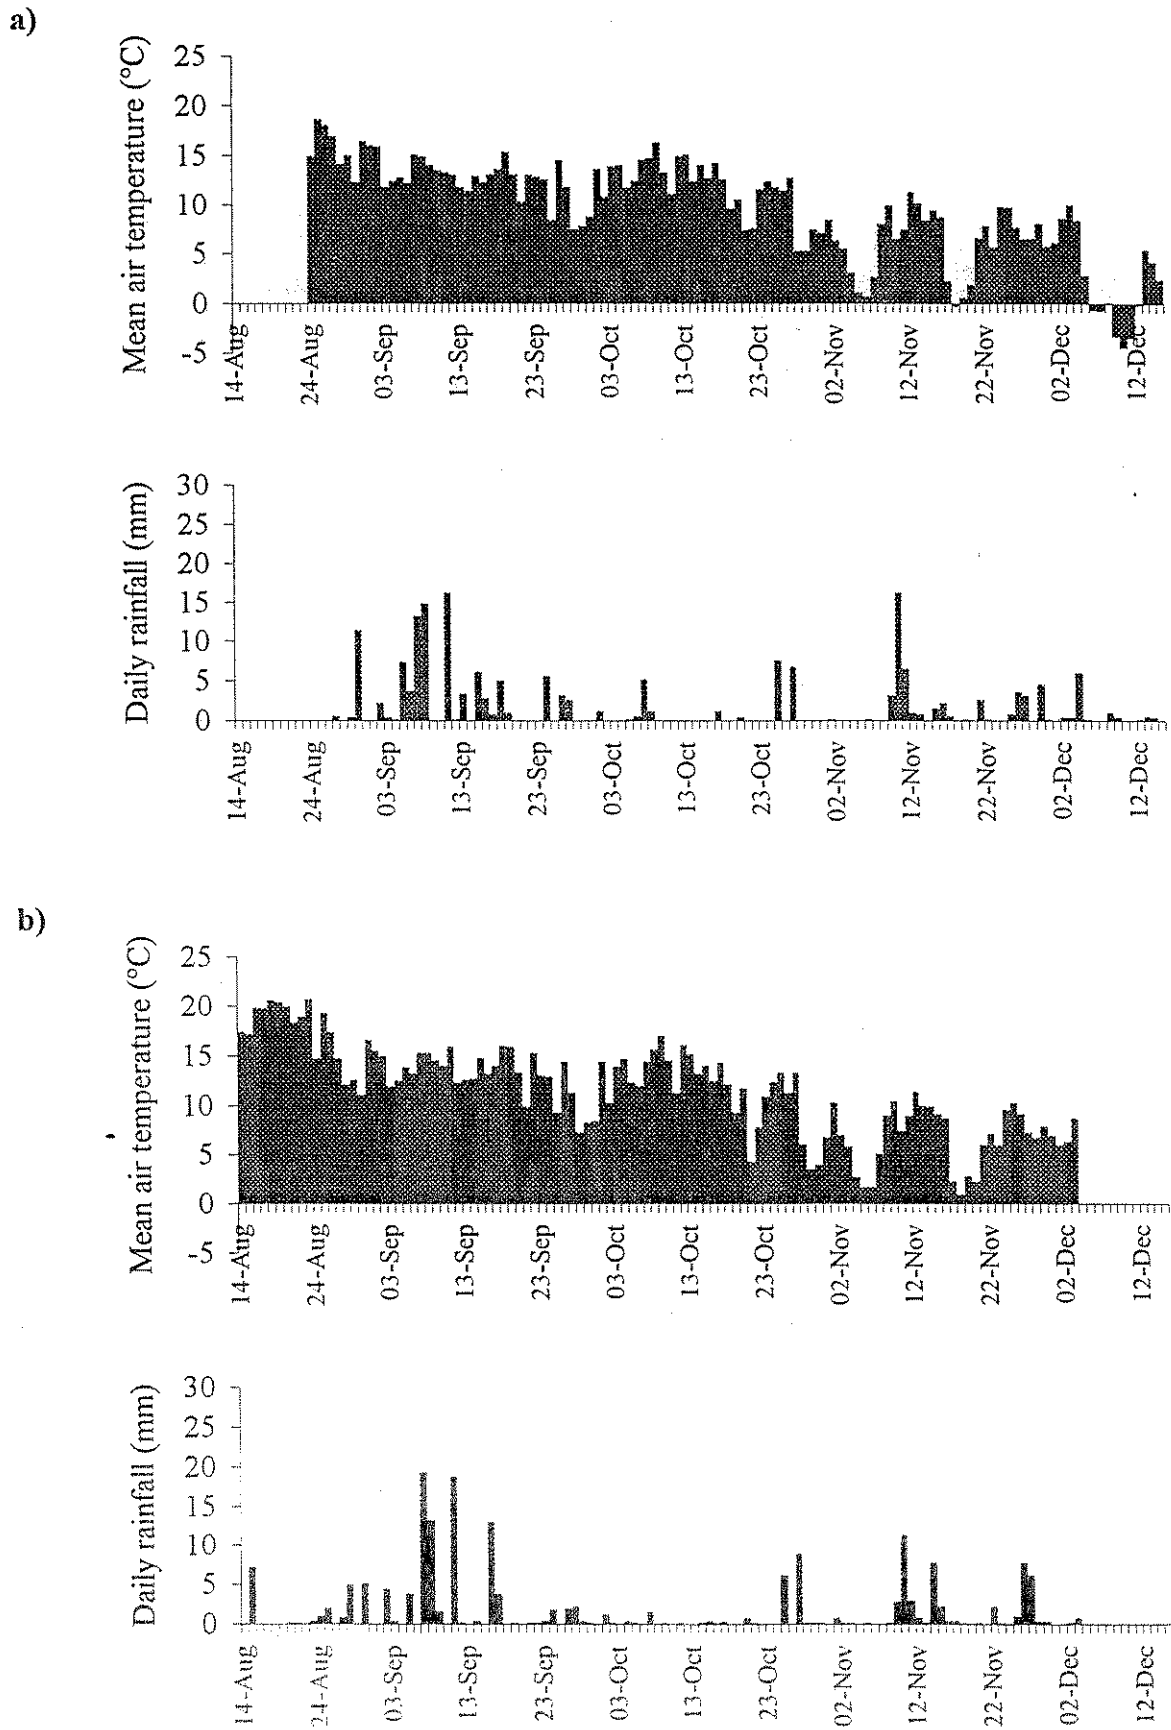 a)
Mean air temperature (°C)
25
20
15
10
5
0
-5
14-Aug
24-Aug
03-Sep
13-Sep
23-Sep
03-Oct
13-Oct
23-Oct
02-Nov
12-Nov
22-Nov
02-Dec
12-Dec
Daily rainfall (mm)
30
25
20
15
10
5
0
14-Aug
24-Aug
03-Sep
13-Sep
23-Sep
03-Oct
13-Oct
23-Oct
02-Nov
12-Nov
22-Nov
02-Dec
12-Dec
b)
Mean air temperature (°C)
25
20
15
10
5
0
-5
14-Aug
24-Aug
03-Sep
13-Sep
23-Sep
03-Oct
13-Oct
23-Oct
02-Nov
12-Nov
22-Nov
02-Dec
12-Dec
Daily rainfall (mm)
30
25
20
15
10
5
0
14-Aug
24-Aug
03-Sep
13-Sep
23-Sep
03-Oct
13-Oct
23-Oct
02-Nov
12-Nov
22-Nov
02-Dec
12-Dec